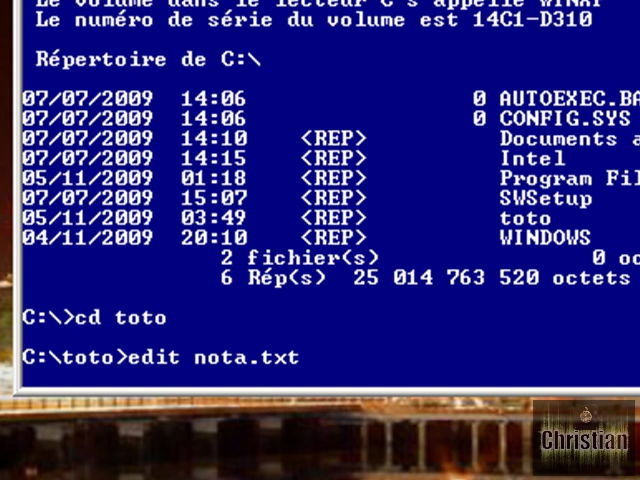 Le volume dans le lecteur C s'appelle WINXP
Le numéro de série du volume est 14C1-D310
Répertoire de C:\
07/07/2009 14:06 0 AUTOEXEC.BA
07/07/2009 14:06 0 CONFIG.SYS
07/07/2009 14:10 <REP> Documents a
07/07/2009 14:15 <REP> Intel
05/11/2009 01:18 <REP> Program Fil
07/07/2009 15:07 <REP> SWSetup
05/11/2009 03:49 <REP> toto
04/11/2009 20:10 <REP> WINDOWS
2 fichier(s) 0 oc
6 Rép(s) 25 014 763 520 octets
C:\>cd toto
C:\toto>edit nota.txt
Christian